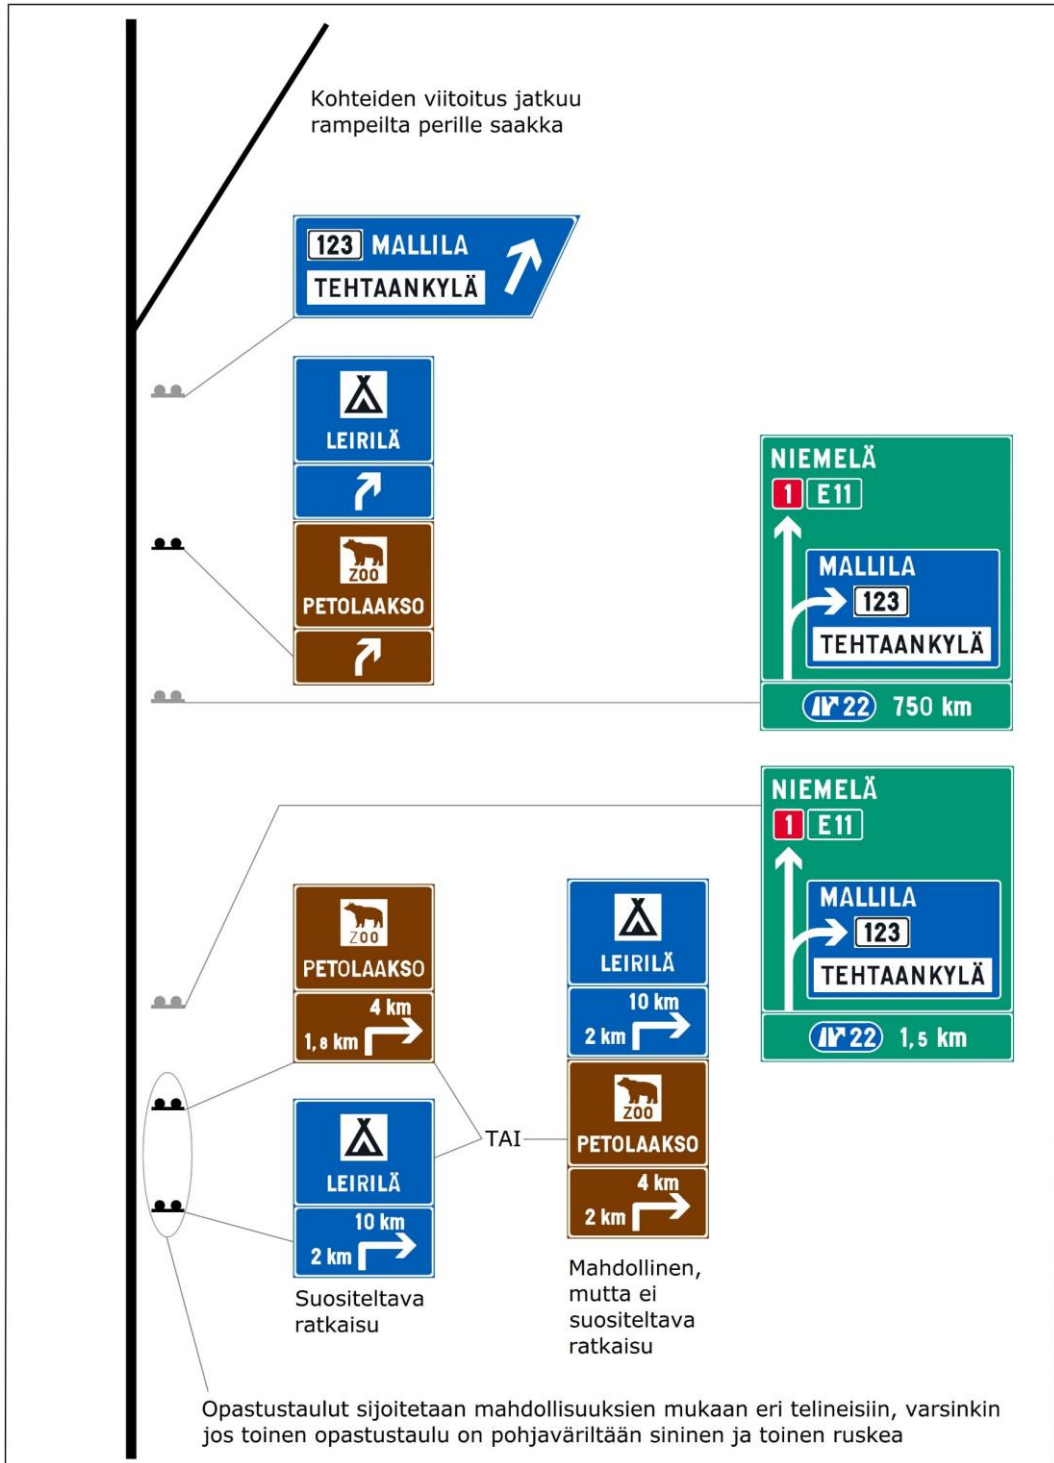 Kohteiden viitoitus jatkuu
rampeilta perille saakka
123 MALLILA
TEHTAANKYLÄ
LEIRILÄ
ZOO
PETOLAAKSO
NIEMELÄ
1 E11
MALLILA
123
TEHTAANKYLÄ
22 750 km
NIEMELÄ
1 E11
MALLILA
123
TEHTAANKYLÄ
22 1,5 km
ZOO
PETOLAAKSO
4 km
1,8 km
LEIRILÄ
10 km
2 km
Suositeltava
ratkaisu
TAI
LEIRILÄ
10 km
2 km
ZOO
PETOLAAKSO
4 km
2 km
Mahdollinen,
mutta ei
suositeltava
ratkaisu
Opastustaulut sijoitetaan mahdollisuuksien mukaan eri telineisiin, varsinkin
jos toinen opastustaulu on pohjaväriltään sininen ja toinen ruskea